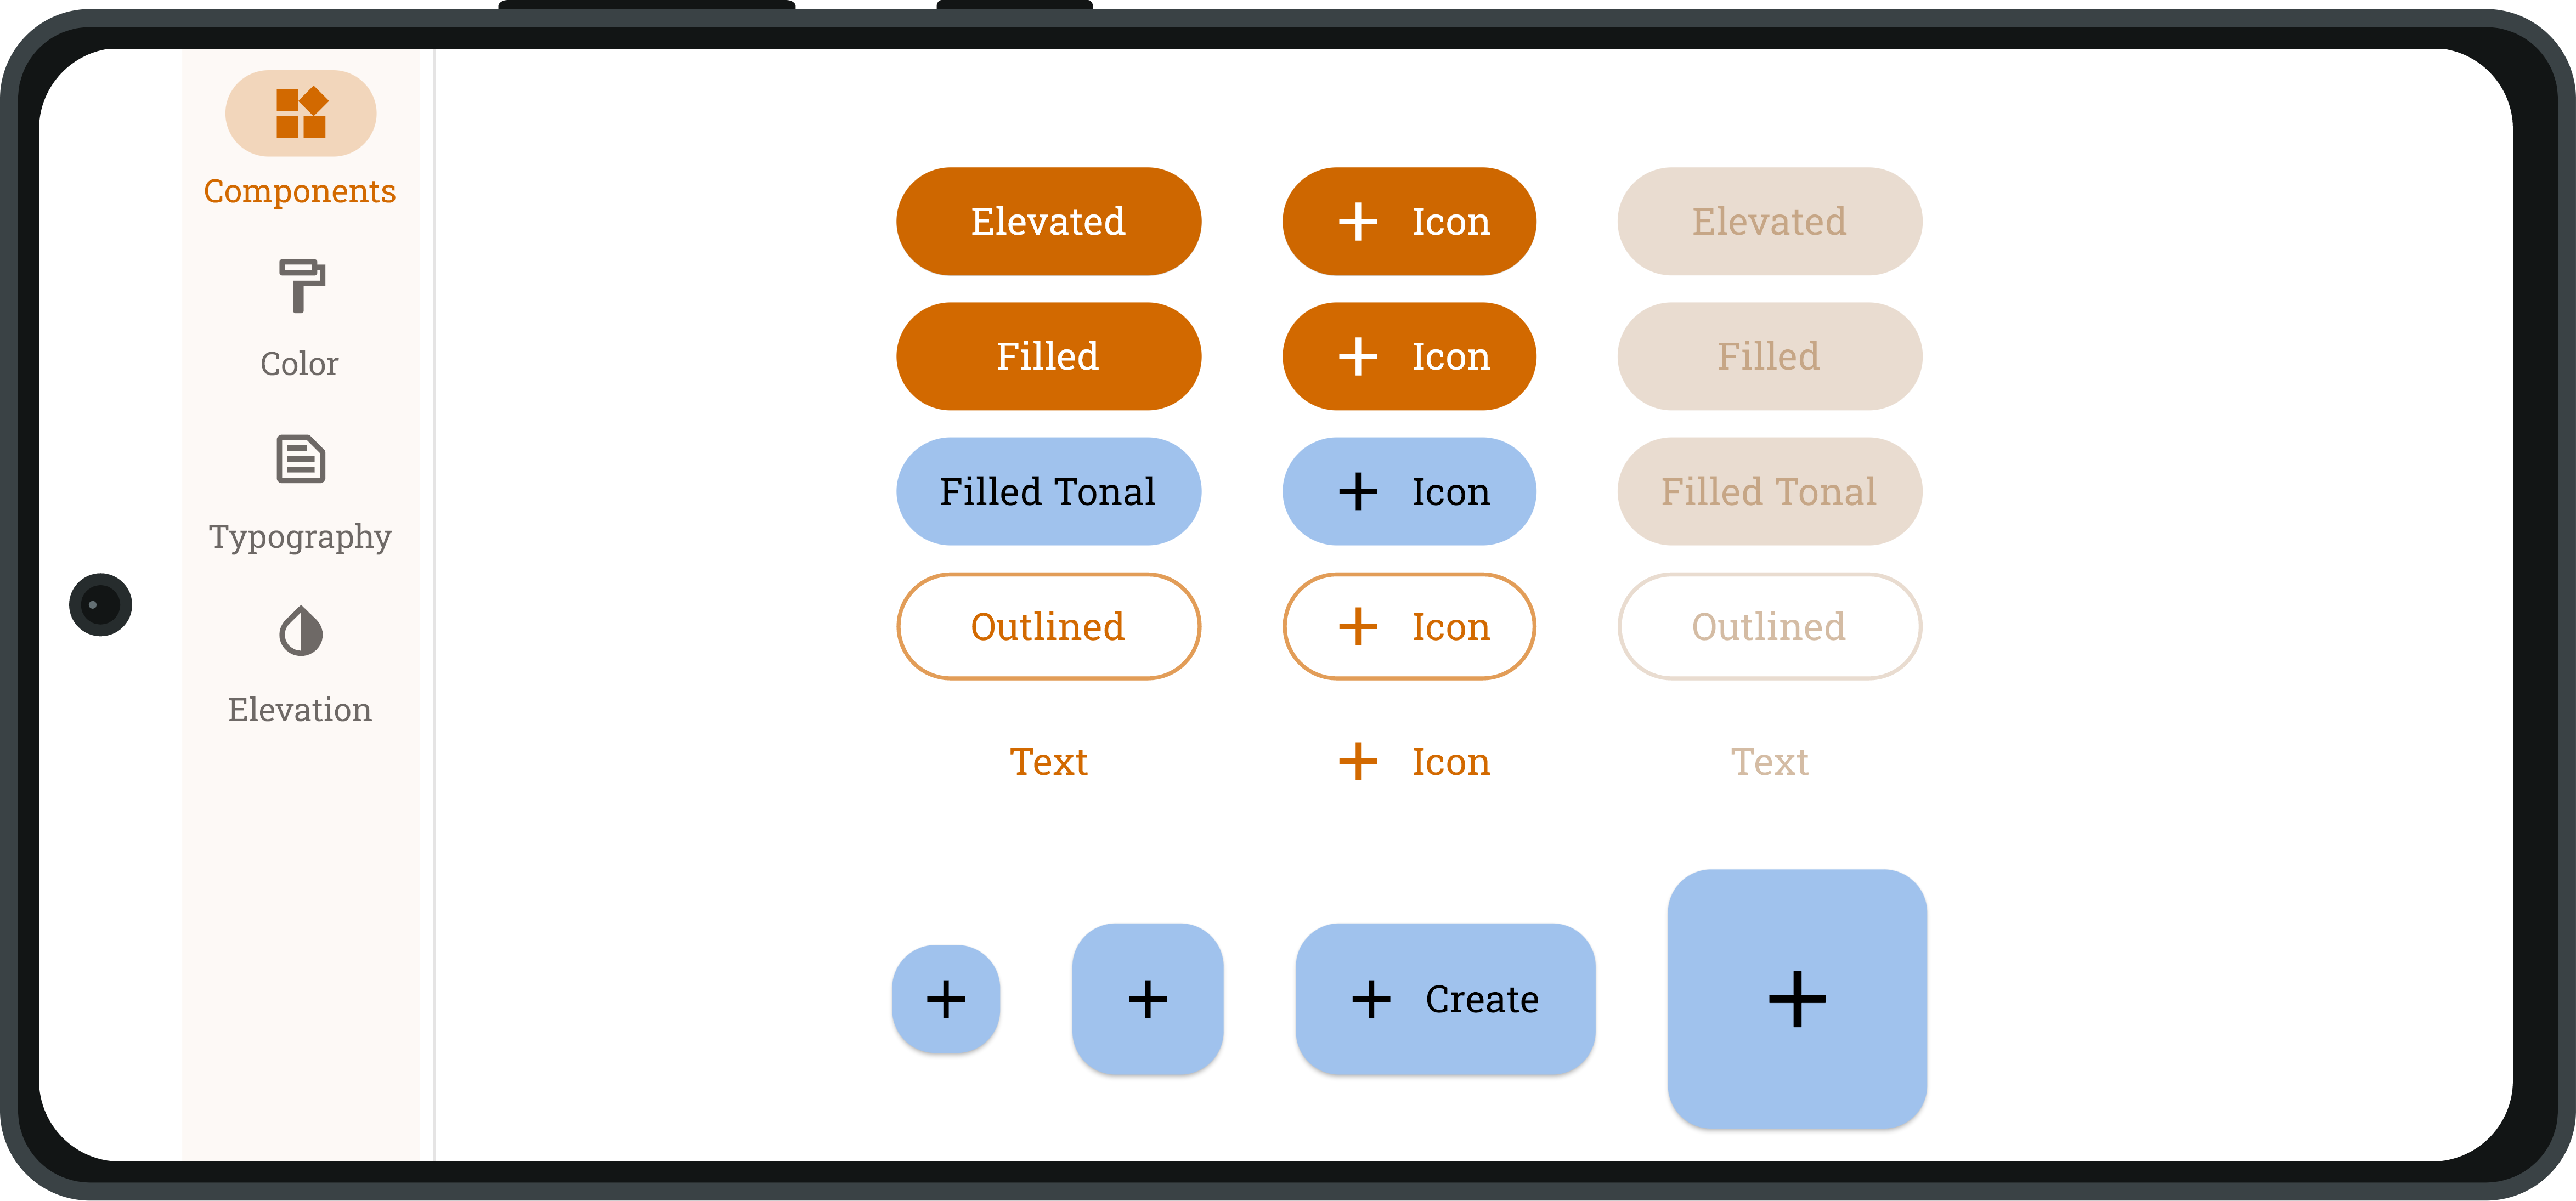 Components
Color
Typography
Elevation
Elevated
Icon
Elevated
Filled
Icon
Filled
Filled Tonal
Icon
Filled Tonal
Outlined
Icon
Outlined
Text
Icon
Text
Create